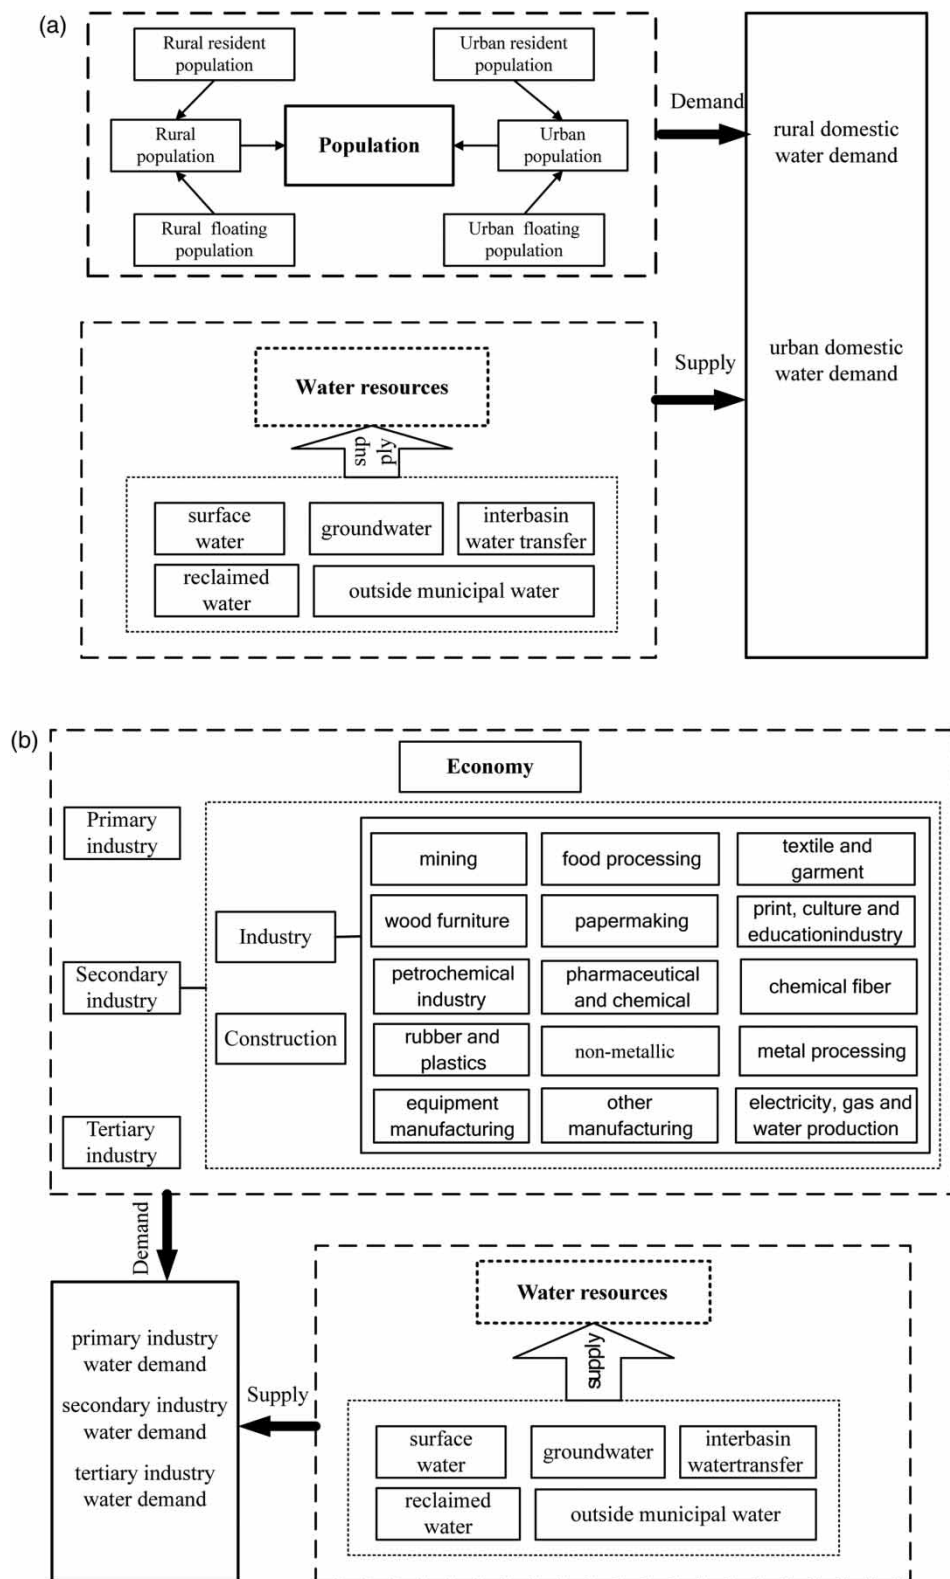 (a)
Rural resident
population
Urban resident
population
Rural
population
Population
Urban
population
Rural floating
population
Urban floating
population
Demand
rural domestic
water demand
urban domestic
water demand
Supply
Water resources
sup
ply
surface
water
groundwater
interbasin
water transfer
reclaimed
water
outside municipal water
(b)
Economy
Primary
industry
Secondary
industry
Tertiary
industry
Industry
Construction
mining
food processing
textile and
garment
wood furniture
papermaking
print, culture and
educationindustry
petrochemical
industry
pharmaceutical
and chemical
chemical fiber
rubber and
plastics
non-metallic
metal processing
equipment
manufacturing
other
manufacturing
electricity, gas and
water production
Demand
primary industry
water demand
secondary industry
water demand
tertiary industry
water demand
Supply
Water resources
supply
surface
water
groundwater
interbasin
watertransfer
reclaimed
water
outside municipal water